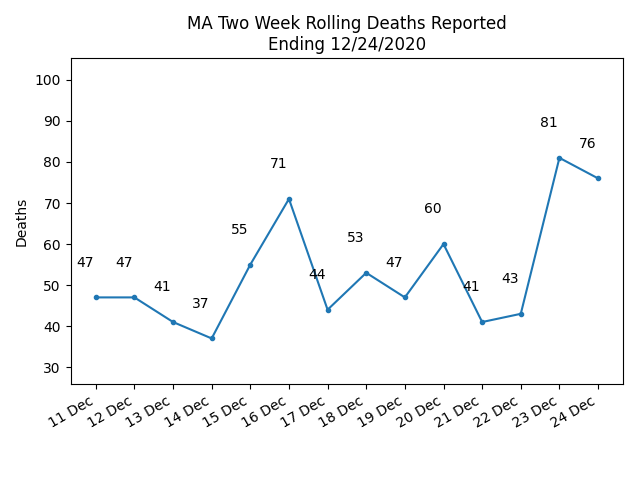 MA Two Week Rolling Deaths Reported
Ending 12/24/2020
Deaths
100
90
80
70
60
50
40
30
47
47
41
37
55
71
44
53
47
60
41
43
81
76
11 Dec
12 Dec
13 Dec
14 Dec
15 Dec
16 Dec
17 Dec
18 Dec
19 Dec
20 Dec
21 Dec
22 Dec
23 Dec
24 Dec